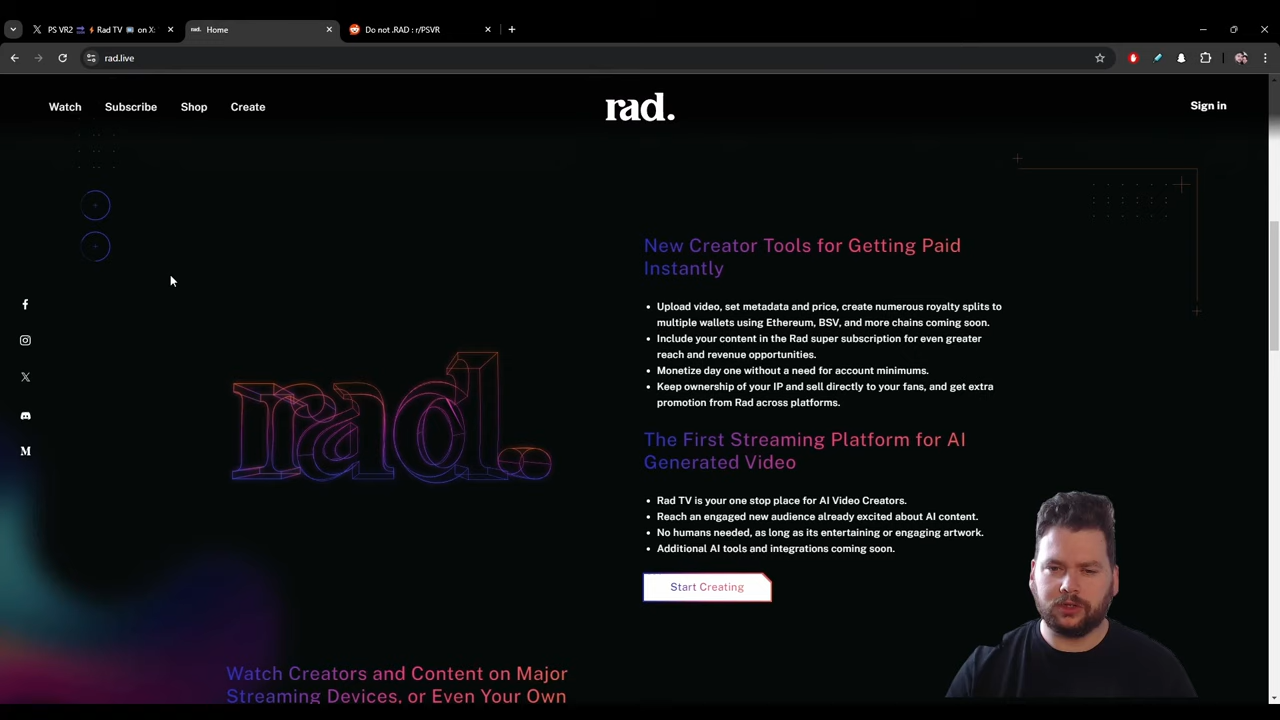 PS VR2 Rad TV on X:
Home
Do not .RAD : r/PSVR
rad.live
Watch
Subscribe
Shop
Create
rad.
Sign in
New Creator Tools for Getting Paid
Instantly
Upload video, set metadata and price, create numerous royalty splits to
multiple wallets using Ethereum, BSV, and more chains coming soon.
Include your content in the Rad super subscription for even greater
reach and revenue opportunities.
Monetize day one without a need for account minimums.
Keep ownership of your IP and sell directly to your fans, and get extra
promotion from Rad across platforms.
rad.
The First Streaming Platform for AI
Generated Video
Rad TV is your one stop place for AI Video Creators.
Reach an engaged new audience already excited about AI content.
No humans needed, as long as its entertaining or engaging artwork.
Additional AI tools and integrations coming soon.
Start Creating
Watch Creators and Content on Major
Streaming Devices, or Even Your Own